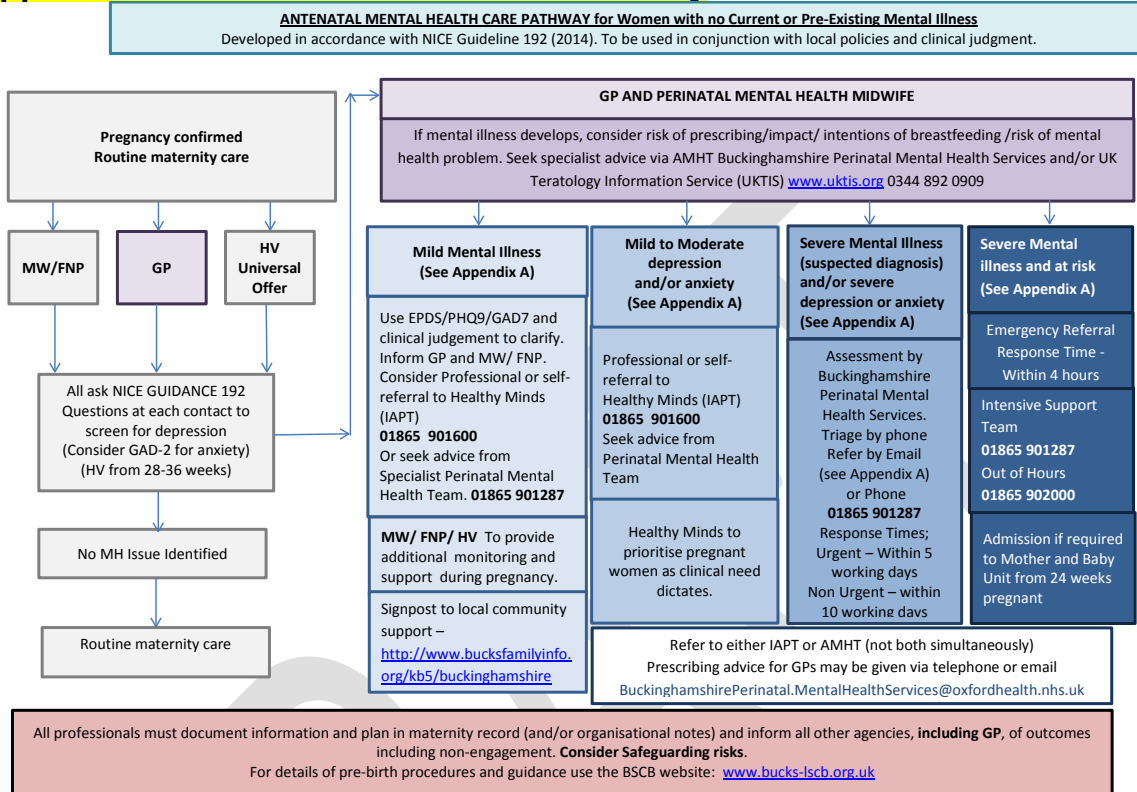 ANTENATAL MENTAL HEALTH CARE PATHWAY for Women with no Current or Pre-Existing Mental Illness
Developed in accordance with NICE Guideline 192 (2014). To be used in conjunction with local policies and clinical judgment.
Pregnancy confirmed
Routine maternity care
MW/FNP
GP
HV
Universal
Offer
All ask NICE GUIDANCE 192
Questions at each contact to
screen for depression
(Consider GAD-2 for anxiety)
(HV from 28-36 weeks)
No MH Issue Identified
Routine maternity care
GP AND PERINATAL MENTAL HEALTH MIDWIFE
If mental illness develops, consider risk of prescribing/impact/ intentions of breastfeeding /risk of mental
health problem. Seek specialist advice via AMHT Buckinghamshire Perinatal Mental Health Services and/or UK
Teratology Information Service (UKTIS) www.uktis.org 0344 892 0909
Mild Mental Illness
(See Appendix A)
Use EPDS/PHQ9/GAD7 and
clinical judgement to clarify.
Inform GP and MW/ FNP.
Consider Professional or self-
referral to Healthy Minds
(IAPT)
01865 901600
Or seek advice from
Specialist Perinatal Mental
Health Team. 01865 901287
MW/ FNP/ HV To provide
additional monitoring and
support during pregnancy.
Signpost to local community
support –
http://www.bucksfamilyinfo.
org/kb5/buckinghamshire
Mild to Moderate
depression
and/or anxiety
(See Appendix A)
Professional or self-
referral to
Healthy Minds (IAPT)
01865 901600
Seek advice from
Perinatal Mental Health
Team
Healthy Minds to
prioritise pregnant
women as clinical need
dictates.
Severe Mental Illness
(suspected diagnosis)
and/or severe
depression or anxiety
(See Appendix A)
Assessment by
Buckinghamshire
Perinatal Mental
Health Services.
Triage by phone
Refer by Email
(see Appendix A)
or Phone
01865 901287
Response Times;
Urgent – Within 5
working days
Non Urgent – within
10 working days
Severe Mental
illness and at risk
(See Appendix A)
Emergency Referral
Response Time -
Within 4 hours
Intensive Support
Team
01865 901287
Out of Hours
01865 902000
Admission if required
to Mother and Baby
Unit from 24 weeks
pregnant
Refer to either IAPT or AMHT (not both simultaneously)
Prescribing advice for GPs may be given via telephone or email
BuckinghamshirePerinatal.MentalHealthServices@oxfordhealth.nhs.uk
All professionals must document information and plan in maternity record (and/or organisational notes) and inform all other agencies, including GP, of outcomes
including non-engagement. Consider Safeguarding risks.
For details of pre-birth procedures and guidance use the BSCB website: www.bucks-lscb.org.uk